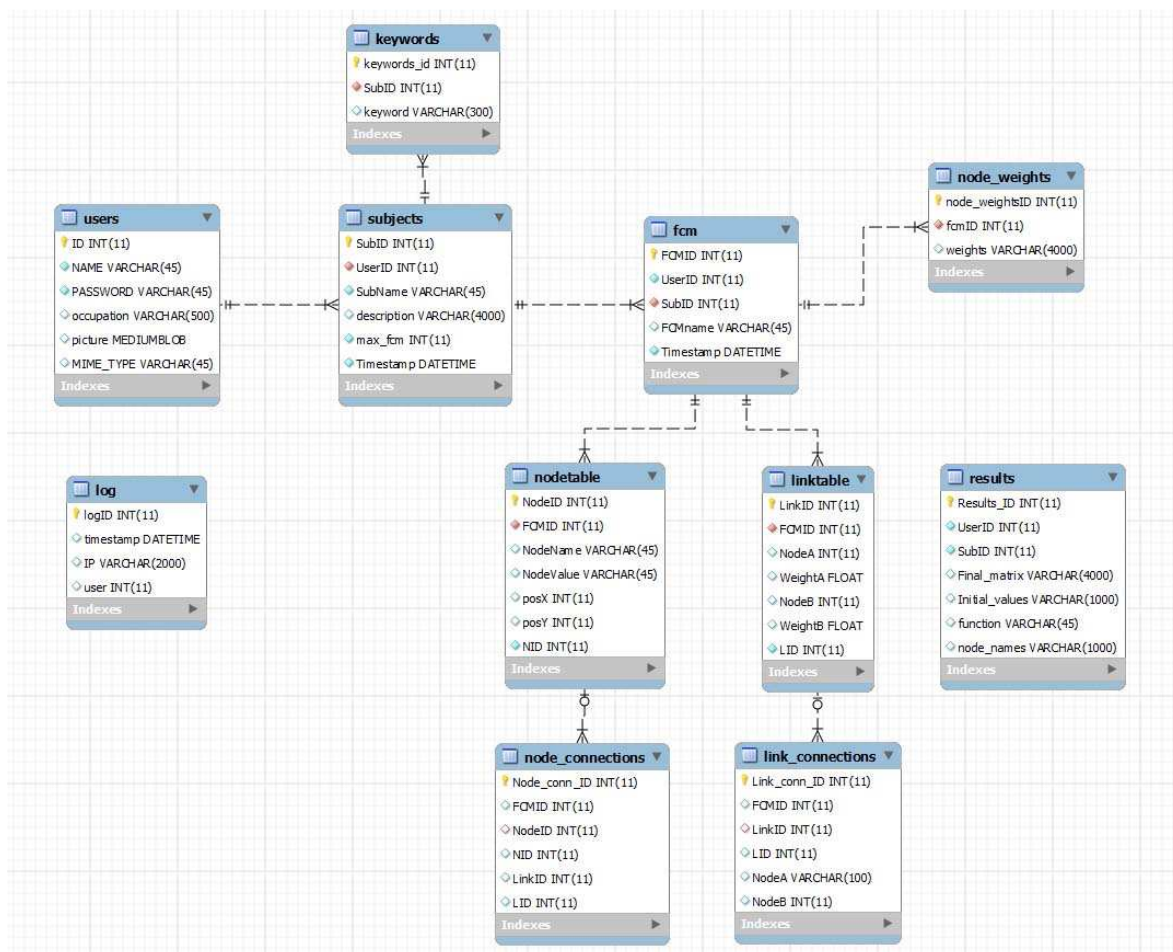 keywords
keywords_id INT(11)
SubID INT(11)
keyword VARCHAR(300)
Indexes
users
ID INT(11)
NAME VARCHAR(45)
PASSWORD VARCHAR(45)
occupation VARCHAR(500)
picture MEDIUMBLOB
MIME_TYPE VARCHAR(45)
Indexes
subjects
SubID INT(11)
UserID INT(11)
SubName VARCHAR(45)
description VARCHAR(4000)
max_fcm INT(11)
Timestamp DATETIME
Indexes
fcm
FCMID INT(11)
UserID INT(11)
SubID INT(11)
FCMname VARCHAR(45)
Timestamp DATETIME
Indexes
node_weights
node_weightsID INT(11)
fcmID INT(11)
weights VARCHAR(4000)
Indexes
log
logID INT(11)
timestamp DATETIME
IP VARCHAR(2000)
user INT(11)
Indexes
nodetable
NodeID INT(11)
FCMID INT(11)
NodeName VARCHAR(45)
NodeValue VARCHAR(45)
posX INT(11)
posY INT(11)
NID INT(11)
Indexes
linktable
LinkID INT(11)
FCMID INT(11)
NodeA INT(11)
WeightA FLOAT
NodeB INT(11)
WeightB FLOAT
LID INT(11)
Indexes
results
Results_ID INT(11)
UserID INT(11)
SubID INT(11)
Final_matrix VARCHAR(4000)
Initial_values VARCHAR(1000)
function VARCHAR(45)
node_names VARCHAR(1000)
Indexes
node_connections
Node_conn_ID INT(11)
FCMID INT(11)
NodeID INT(11)
NID INT(11)
LinkID INT(11)
LID INT(11)
Indexes
link_connections
Link_conn_ID INT(11)
FCMID INT(11)
LinkID INT(11)
LID INT(11)
NodeA VARCHAR(100)
NodeB INT(11)
Indexes